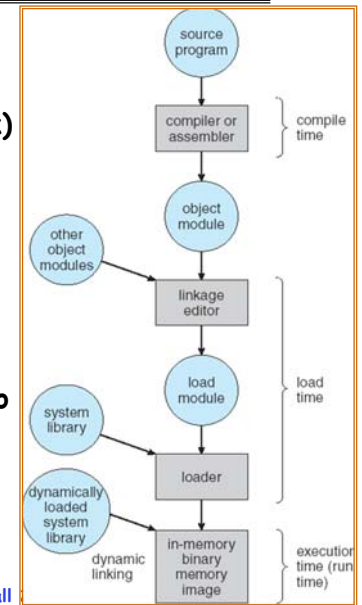 source
program
compiler or
assembler
compile
time
object
module
other
object
modules
linkage
editor
load
module
load
time
system
library
loader
dynamically
loaded
system
library
dynamic
linking
in-memory
binary
memory
image
execution
time (run
time)